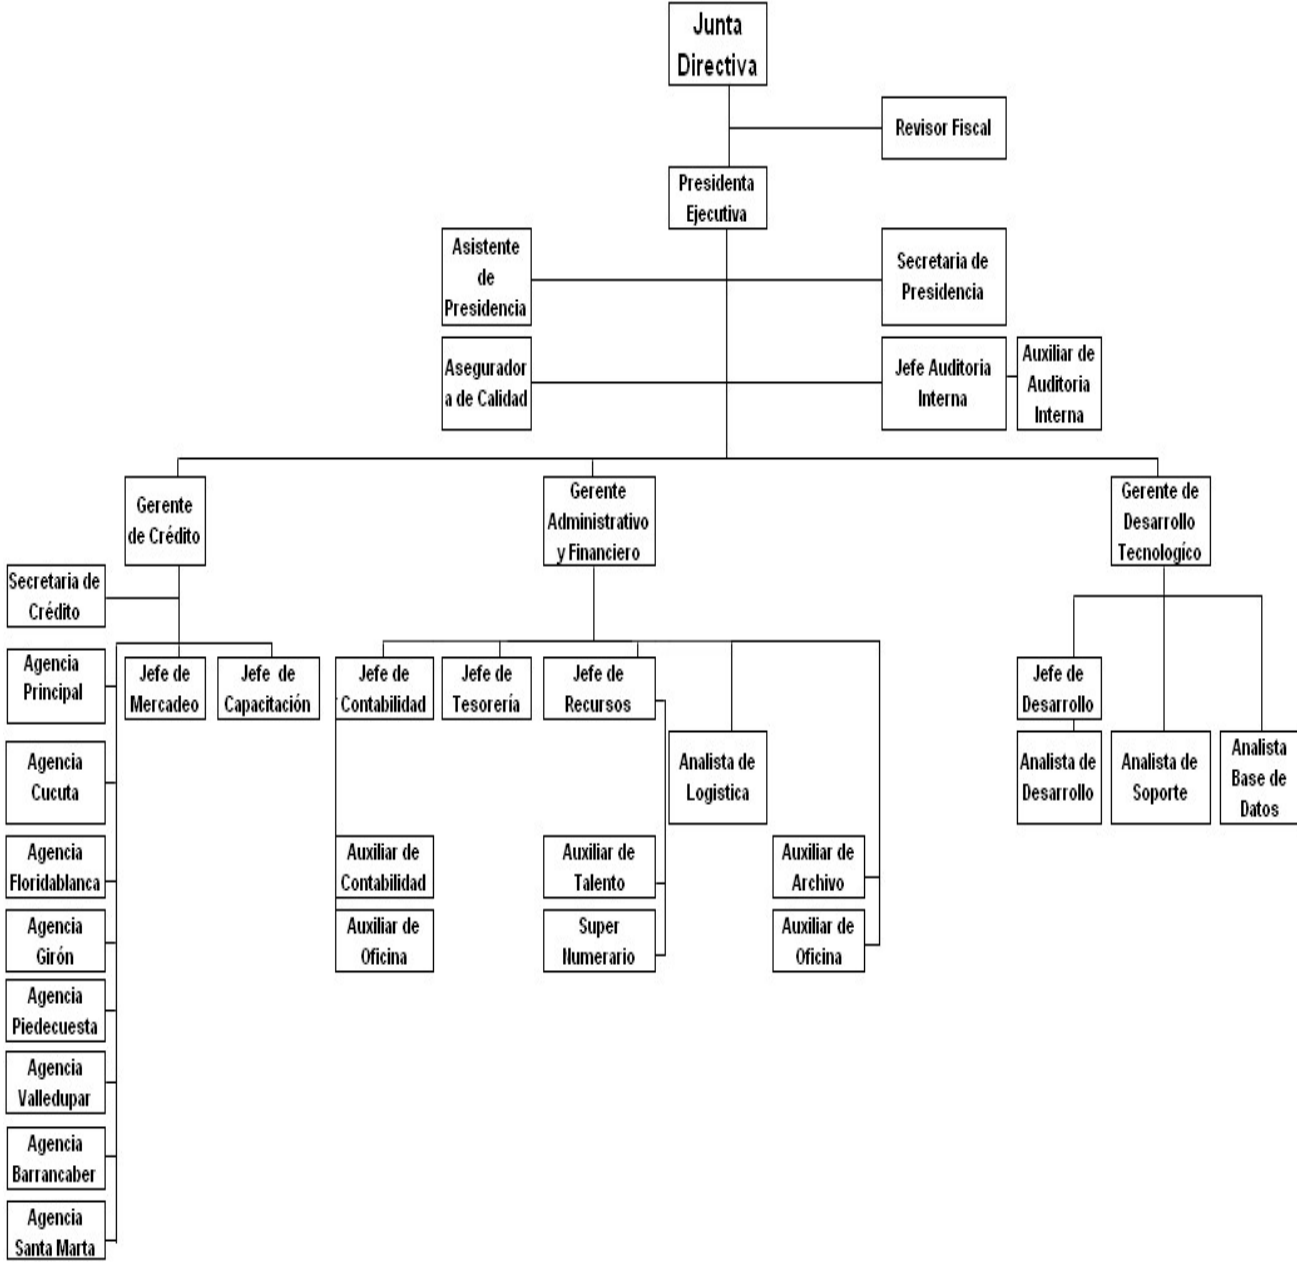 Junta
Directiva
Revisor Fiscal
Presidenta
Ejecutiva
Asistente
de
Presidencia
Secretaria de
Presidencia
Asegurador
a de Calidad
Jefe Auditoria
Interna
Auxiliar de
Auditoria
Interna
Gerente
de Crédito
Gerente
Administrativo
y Financiero
Gerente de
Desarrollo
Tecnologíco
Secretaria de
Crédito
Agencia
Principal
Jefe de
Mercadeo
Jefe de
Capacitación
Jefe de
Contabilidad
Jefe de
Tesorería
Jefe de
Recursos
Jefe de
Desarrollo
Agencia
Cucuta
Analista de
Logistica
Analista de
Desarrollo
Analista de
Soporte
Analista
Base de
Datos
Agencia
Floridablanca
Auxiliar de
Contabilidad
Auxiliar de
Talento
Auxiliar de
Archivo
Agencia
Girón
Auxiliar de
Oficina
Super
Numerario
Auxiliar de
Oficina
Agencia
Piedecuesta
Agencia
Valledupar
Agencia
Barrancaber
Agencia
Santa Marta